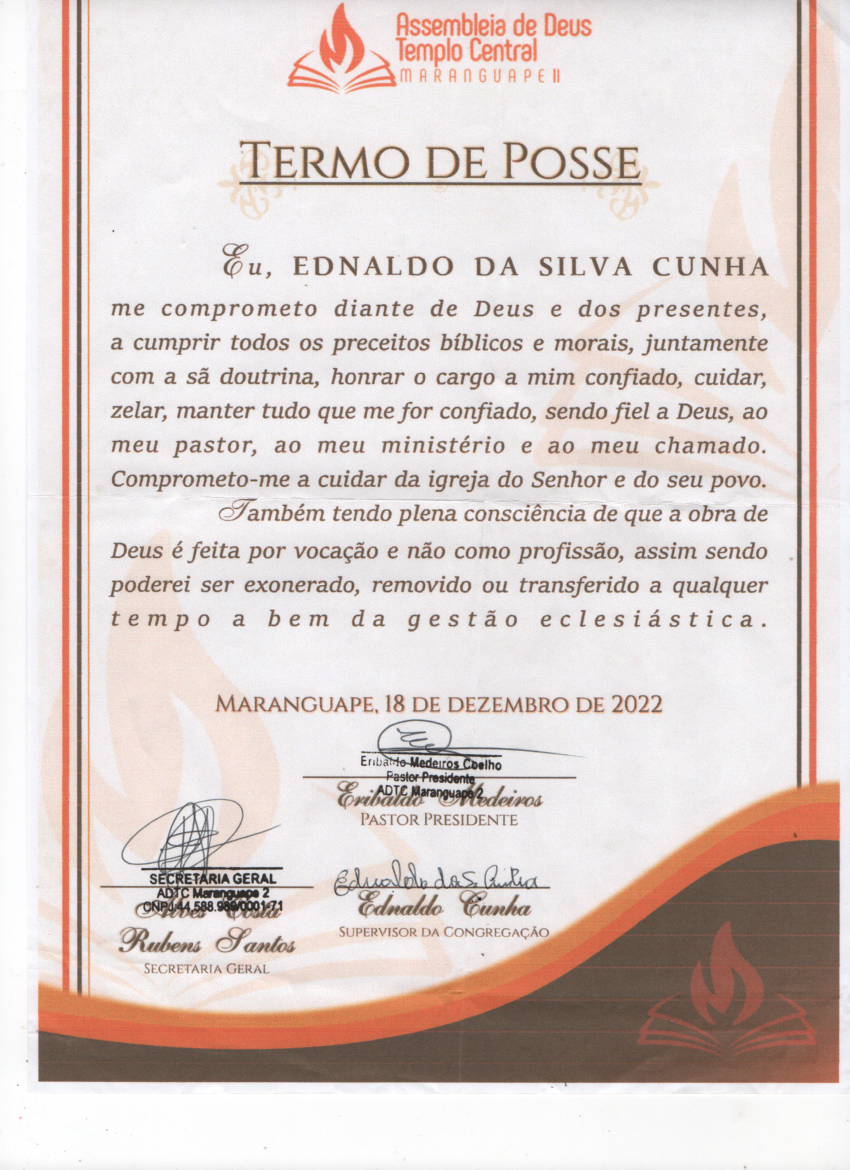 Assembleia de Deus
Templo Central
MARANGUAPE II
TERMO DE POSSE
Eu, EDNALDO DA SILVA CUNHA
me comprometo diante de Deus e dos presentes,
a cumprir todos os preceitos bíblicos e morais, juntamente
com a sã doutrina, honrar o cargo a mim confiado, cuidar,
zelar, manter tudo que me for confiado, sendo fiel a Deus, ao
meu pastor, ao meu ministério e ao meu chamado.
Comprometo-me a cuidar da igreja do Senhor e do seu povo.
Também tendo plena consciência de que a obra de
Deus é feita por vocação e não como profissão, assim sendo
poderei ser exonerado, removido ou transferido a qualquer
tempo a bem da gestão eclesiástica.
MARANGUAPE, 18 DE DEZEMBRO DE 2022
Eribaldo Medeiros Coelho
Pastor Presidente
ADTC Maranguape 2
Eribaldo Medeiros
PASTOR PRESIDENTE
SECRETARIA GERAL
ADTC Maranguape 2
CNPJ 44.588.989/0001-71
Alves Costa
Rubens Santos
SECRETARIA GERAL
Ednaldo da S. Cunha
Ednaldo Cunha
SUPERVISOR DA CONGREGAÇÃO